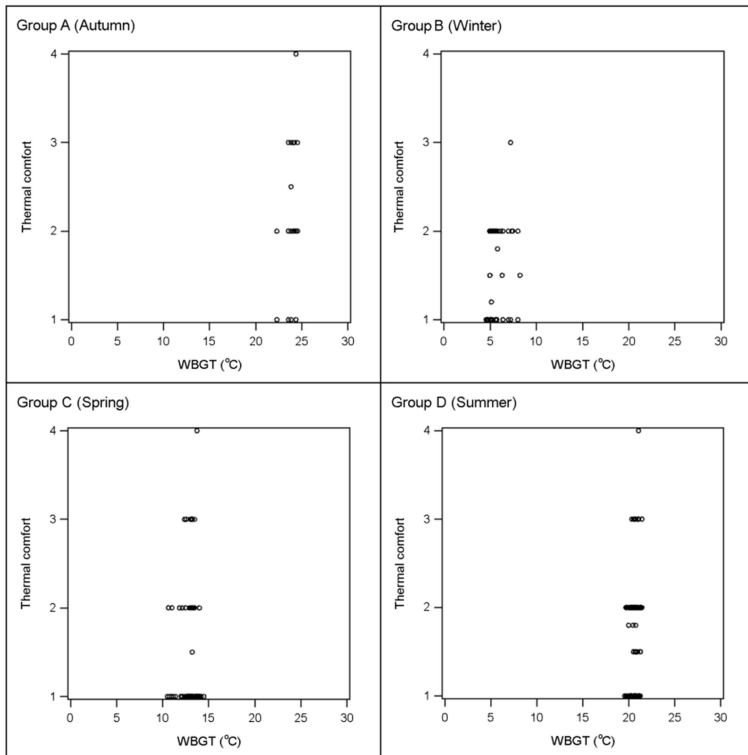 Group A (Autumn)
4
3
2
1
Thermal comfort
0 5 10 15 20 25 30
WBGT (°C)
Group B (Winter)
4
3
2
1
Thermal comfort
0 5 10 15 20 25 30
WBGT (°C)
Group C (Spring)
4
3
2
1
Thermal comfort
0 5 10 15 20 25 30
WBGT (°C)
Group D (Summer)
4
3
2
1
Thermal comfort
0 5 10 15 20 25 30
WBGT (°C)